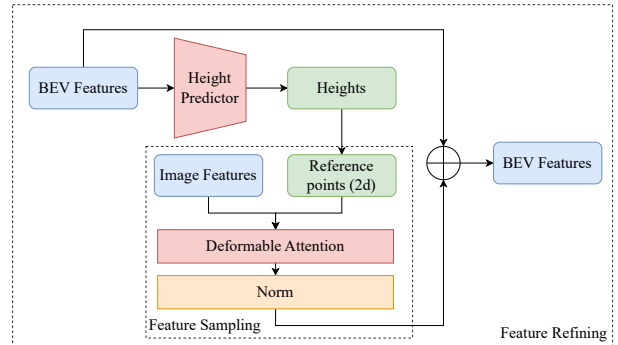 BEV Features
Height
Predictor
Heights
Image Features
Reference
points (2d)
BEV Features
Deformable Attention
Norm
Feature Sampling
Feature Refining